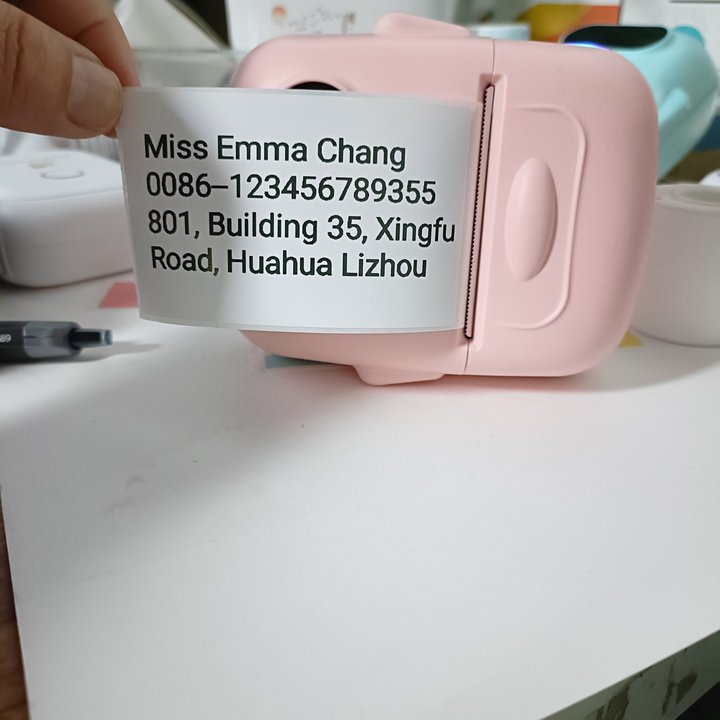 Miss Emma Chang
0086–123456789355
801, Building 35, Xingfu
Road, Huahua Lizhou